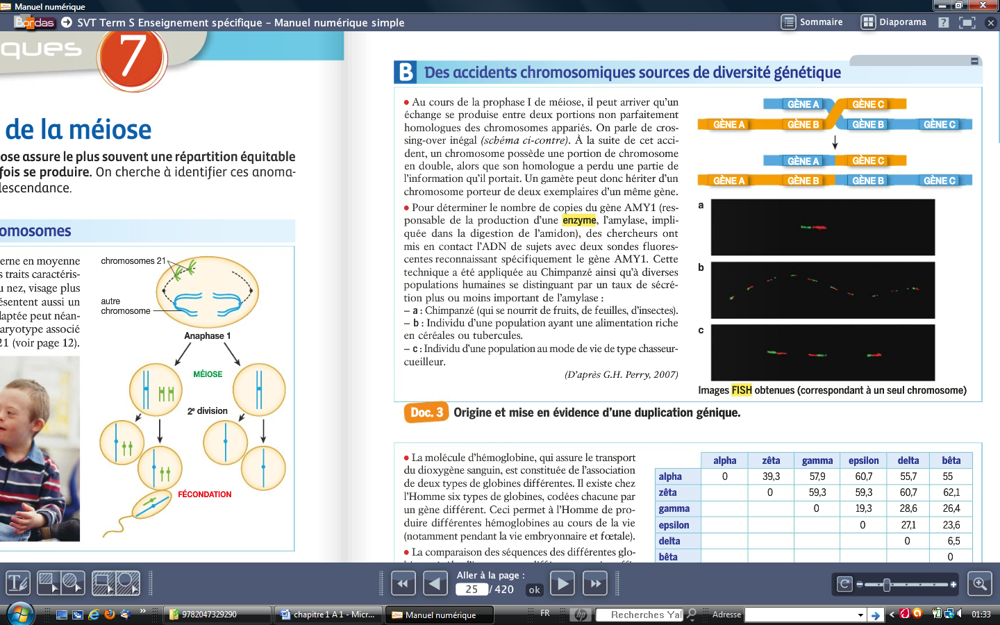 Manuel numérique
Bordas
SVT Term S Enseignement spécifique - Manuel numérique simple
Sommaire
Diaporama
?
ques
7
de la méiose
ose assure le plus souvent une répartition équitable
fois se produire. On cherche à identifier ces anoma-
descendance.
omosomes
erne en moyenne
s traits caractéris-
u nez, visage plus
ésentent aussi un
daptée peut néan-
aryotype associé
21 (voir page 12).
chromosomes 21
autre
chromosome
Anaphase 1
MÉIOSE
2e division
FÉCONDATION
B Des accidents chromosomiques sources de diversité génétique
• Au cours de la prophase I de méiose, il peut arriver qu'un
échange se produise entre deux portions non parfaitement
homologues des chromosomes appariés. On parle de cros-
sing-over inégal (schéma ci-contre). À la suite de cet acci-
dent, un chromosome possède une portion de chromosome
en double, alors que son homologue a perdu une partie de
l'information qu'il portait. Un gamète peut donc hériter d'un
chromosome porteur de deux exemplaires d'un même gène.
• Pour déterminer le nombre de copies du gène AMY1 (res-
ponsable de la production d'une enzyme, l'amylase, impli-
quée dans la digestion de l'amidon), des chercheurs ont
mis en contact l'ADN de sujets avec deux sondes fluores-
centes reconnaissant spécifiquement le gène AMY1. Cette
technique a été appliquée au Chimpanzé ainsi qu'à diverses
populations humaines se distinguant par un taux de sécré-
tion plus ou moins important de l'amylase :
– a : Chimpanzé (qui se nourrit de fruits, de feuilles, d'insectes).
– b : Individu d'une population ayant une alimentation riche
en céréales ou tubercules.
– c : Individu d'une population au mode de vie de type chasseur-
cueilleur.
(D'après G.H. Perry, 2007)
GÈNE A GÈNE C
GÈNE A GÈNE B GÈNE B GÈNE C
GÈNE A GÈNE C
GÈNE A GÈNE B GÈNE B GÈNE C
a
b
c
Images FISH obtenues (correspondant à un seul chromosome)
Doc. 3 Origine et mise en évidence d'une duplication génique.
• La molécule d'hémoglobine, qui assure le transport
du dioxygène sanguin, est constituée de l'association
de deux types de globines différentes. Il existe chez
l'Homme six types de globines, codées chacune par
un gène différent. Ceci permet à l'Homme de pro-
duire différentes hémoglobines au cours de la vie
(notamment pendant la vie embryonnaire et fœtale).
• La comparaison des séquences des différentes glo-
alpha zêta gamma epsilon delta bêta
alpha 0 39,3 57,9 60,7 55,7 55
zêta 0 59,3 59,3 60,7 62,1
gamma 0 19,3 28,6 26,4
epsilon 0 27,1 23,6
delta 0 6,5
bêta 0
Aller à la page :
25 / 420 ok
9782047329290
chapitre1 A1 - Micr...
Manuel numérique
FR
hp
Recherches Ya
Adresse
01:33